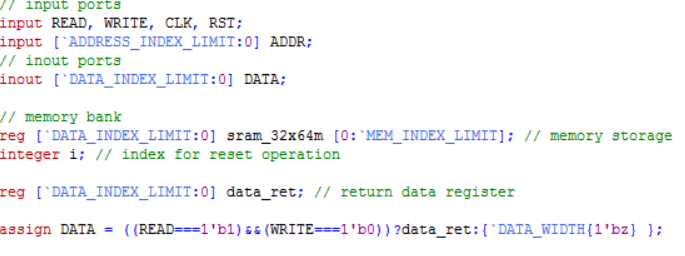 // input ports
input READ, WRITE, CLK, RST;
input [`ADDRESS_INDEX_LIMIT:0] ADDR;
// inout ports
inout [`DATA_INDEX_LIMIT:0] DATA;
// memory bank
reg [`DATA_INDEX_LIMIT:0] sram_32x64m [0:`MEM_INDEX_LIMIT]; // memory storage
integer i; // index for reset operation
reg [`DATA_INDEX_LIMIT:0] data_ret; // return data register
assign DATA = ((READ===1'b1)&&(WRITE===1'b0))?data_ret:{`DATA_WIDTH{1'bz} };